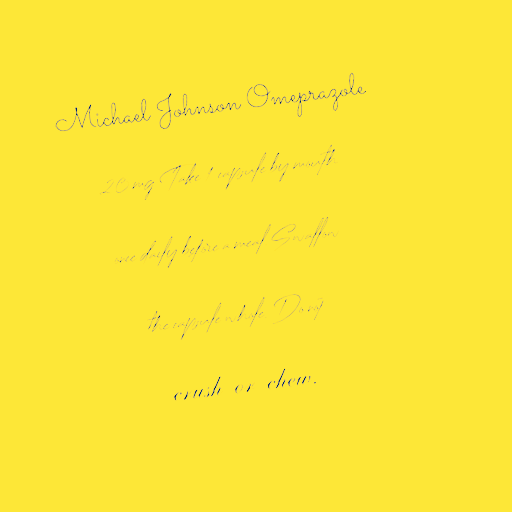 Michael Johnson Omeprazole
20 mg Take 1 capsule by mouth
once daily before a meal Swallow
the capsule whole. Do not
crush or chew.